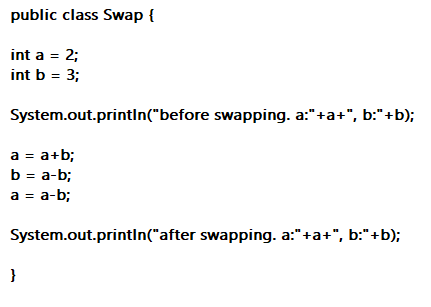 public class Swap {
int a = 2;
int b = 3;
System.out.println("before swapping. a:"+a+", b:"+b);
a = a+b;
b = a-b;
a = a-b;
System.out.println("after swapping. a:"+a+", b:"+b);
}